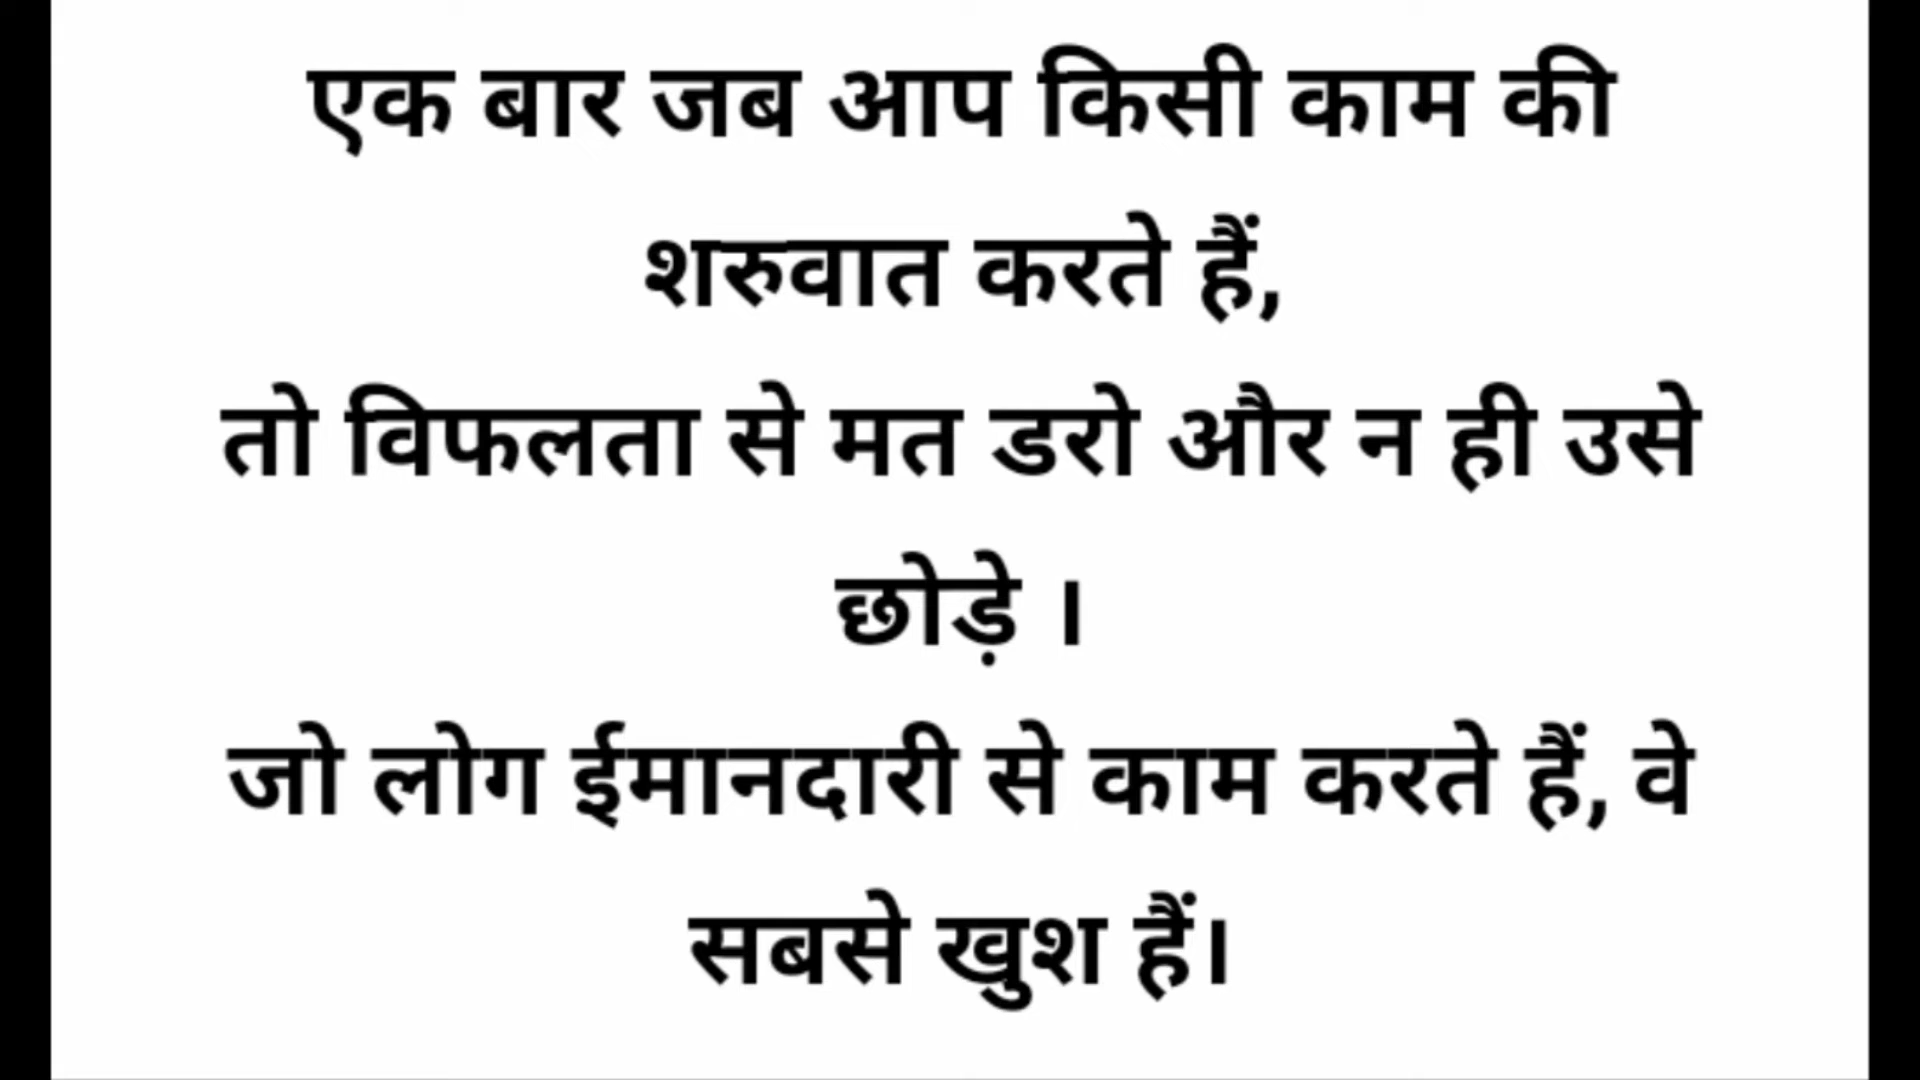 एक बार जब आप किसी काम की
शरुवात करते हैं,
तो विफलता से मत डरो और न ही उसे
छोड़े ।
जो लोग ईमानदारी से काम करते हैं, वे
सबसे खुश हैं।